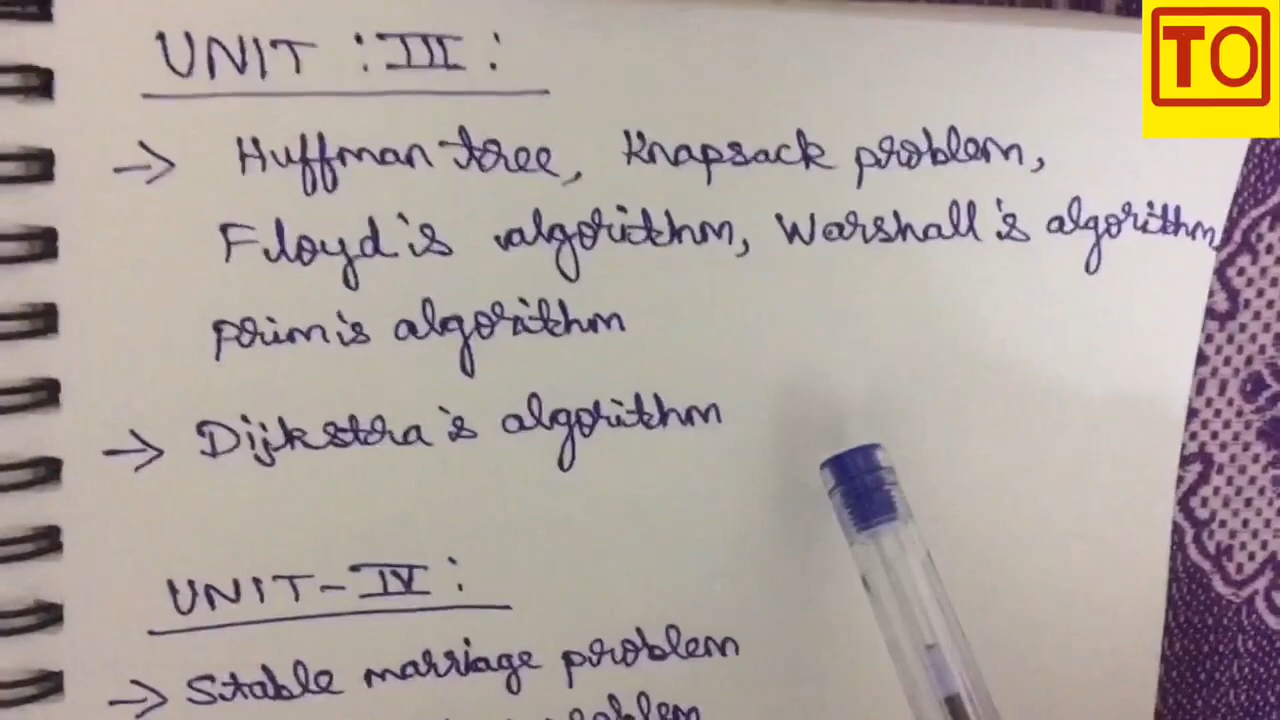 TO
UNIT : III :
→ Huffman tree, Knapsack problem,
Floyd's algorithm, Warshall's algorithm
prim's algorithm
→ Dijkstra's algorithm
UNIT - IV :
→ Stable marriage problem
problem